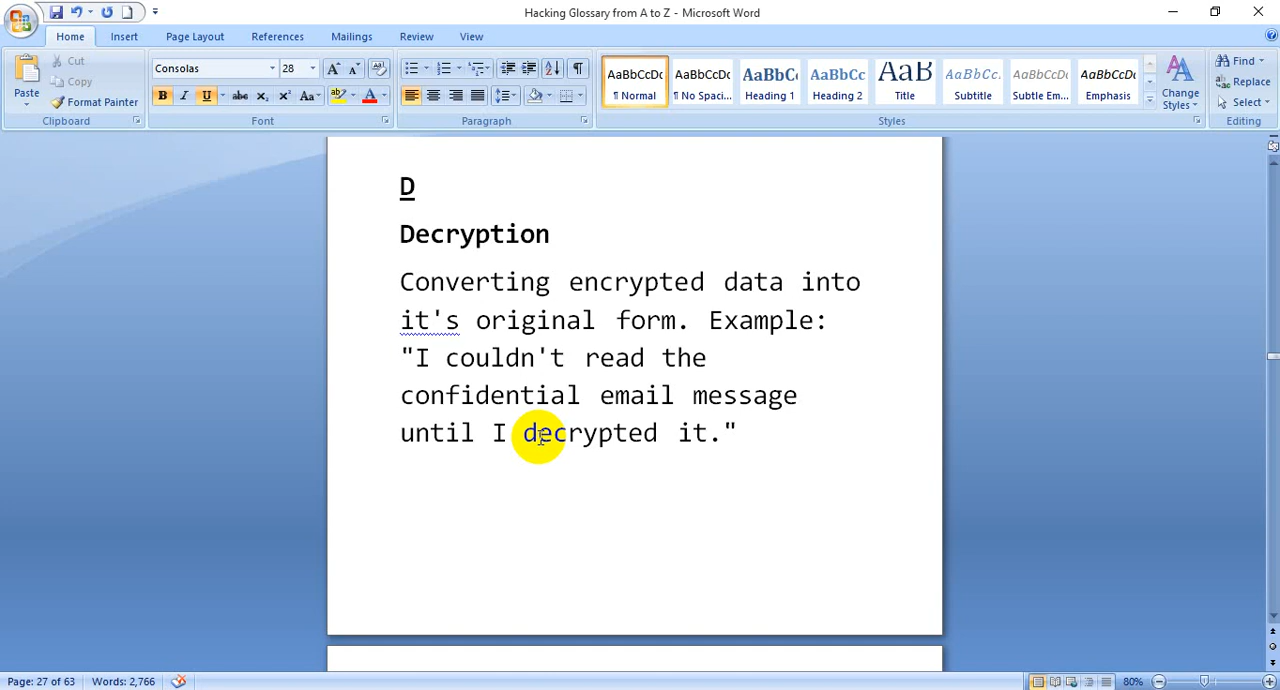 Hacking Glossary from A to Z - Microsoft Word
Home Insert Page Layout References Mailings Review View
Paste
Cut
Copy
Format Painter
Clipboard
Consolas 28
Font
Paragraph
AaBbCcDc AaBbCcDc AaBbCc AaBbCc AaB AaBbCc. AaBbCcDc AaBbCcDc
¶ Normal ¶ No Spaci... Heading 1 Heading 2 Title Subtitle Subtle Em... Emphasis
Change Styles
Styles
Find
Replace
Select
Editing
D
Decryption
Converting encrypted data into
it's original form. Example:
"I couldn't read the
confidential email message
until I decrypted it."
Page: 27 of 63 Words: 2,766 80%